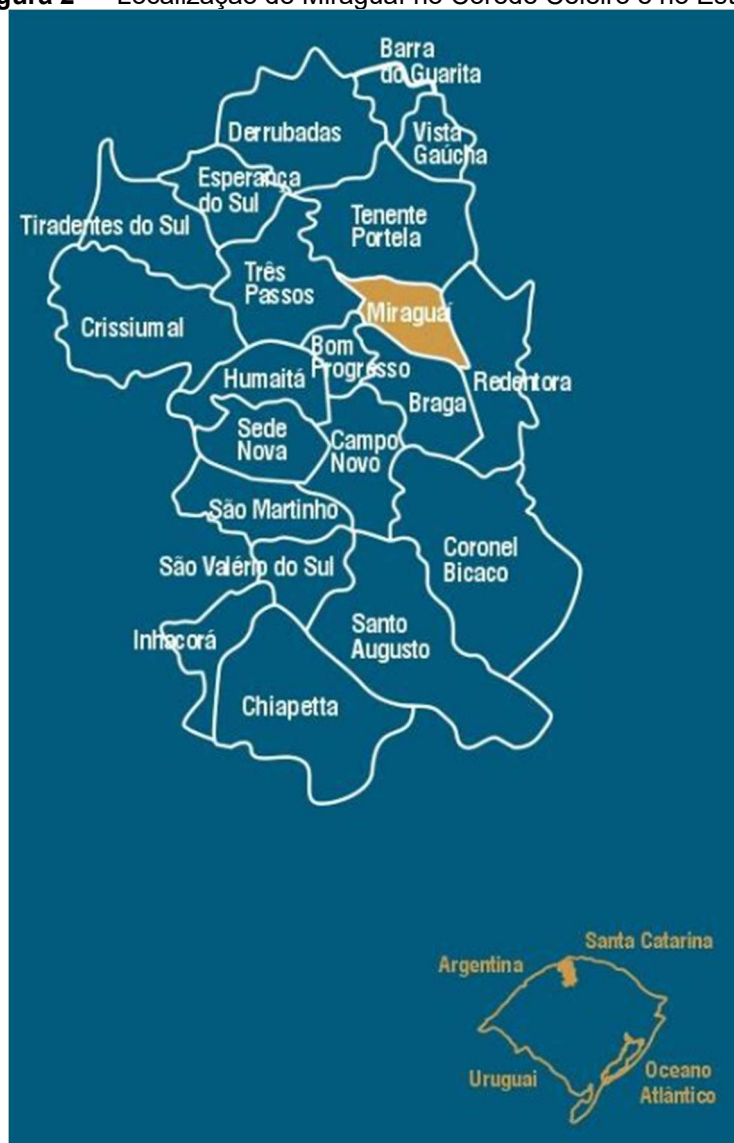 Localização de Miraguaí no Corede Celeiro e no
Barra
do Guarita
Derrubadas
Vista
Gaúcha
Esperança
do Sul
Tiradentes do Sul
Tenente
Portela
Três
Passos
Miraguaí
Crissiumal
Bom
Progresso
Humaitá
Redentora
Braga
Sede
Nova
Campo
Novo
São Martinho
Coronel
Bicaco
São Valério do Sul
Santo
Augusto
Inhacorá
Chiapetta
Santa Catarina
Argentina
Uruguai
Oceano
Atlântico